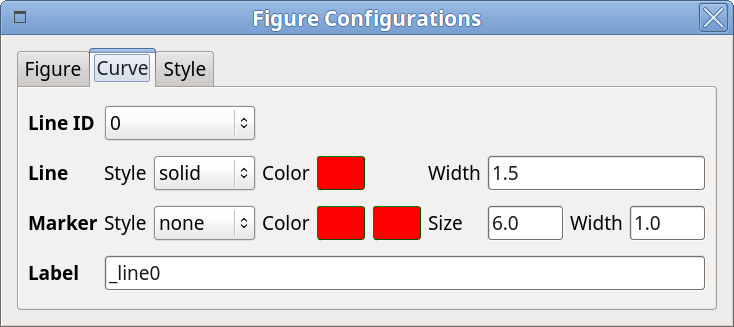 Figure Configurations
Figure Curve Style
Line ID 0
Line Style solid Color Width 1.5
Marker Style none Color Size 6.0 Width 1.0
Label _line0